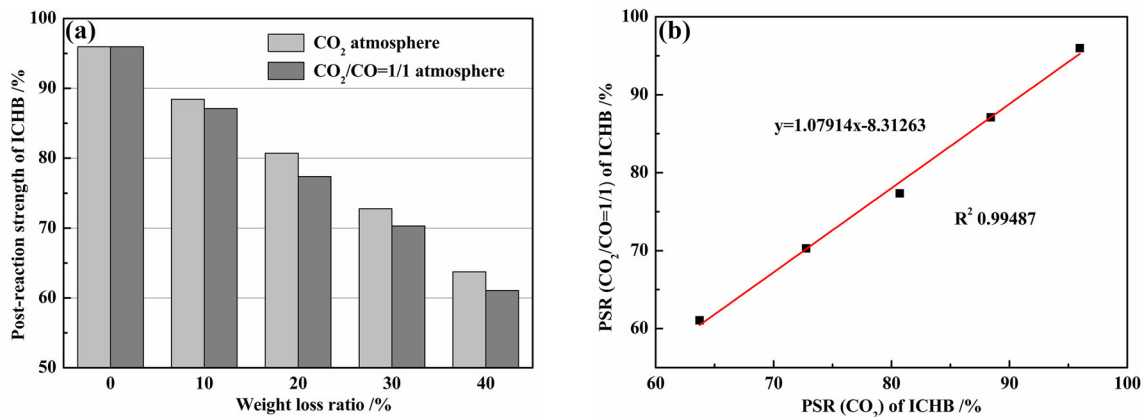 (a)
CO₂ atmosphere
CO₂/CO=1/1 atmosphere
Post-reaction strength of ICHB /%
100
90
80
70
60
50
0 10 20 30 40
Weight loss ratio /%
(b)
y=1.07914x-8.31263
R² 0.99487
PSR (CO₂/CO=1/1) of ICHB /%
100
90
80
70
60
60 70 80 90 100
PSR (CO₂) of ICHB /%